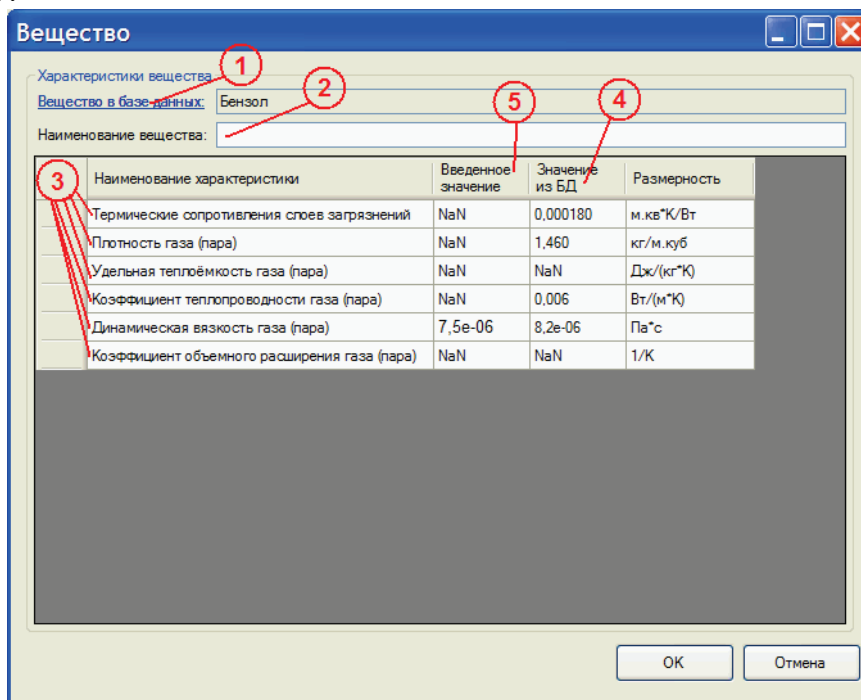 Вещество
Характеристики вещества
1
2
Вещество в базе данных: Бензол
5
4
Наименование вещества:
3
Наименование характеристики Введенное значение Значение из БД Размерность
Термические сопротивления слоев загрязнений NaN 0,000180 м.кв*К/Вт
Плотность газа (пара) NaN 1,460 кг/м.куб
Удельная теплоёмкость газа (пара) NaN NaN Дж/(кг*К)
Коэффициент теплопроводности газа (пара) NaN 0,006 Вт/(м*К)
Динамическая вязкость газа (пара) 7,5e-06 8,2e-06 Па*с
Коэффициент объемного расширения газа (пара) NaN NaN 1/К
ОК Отмена